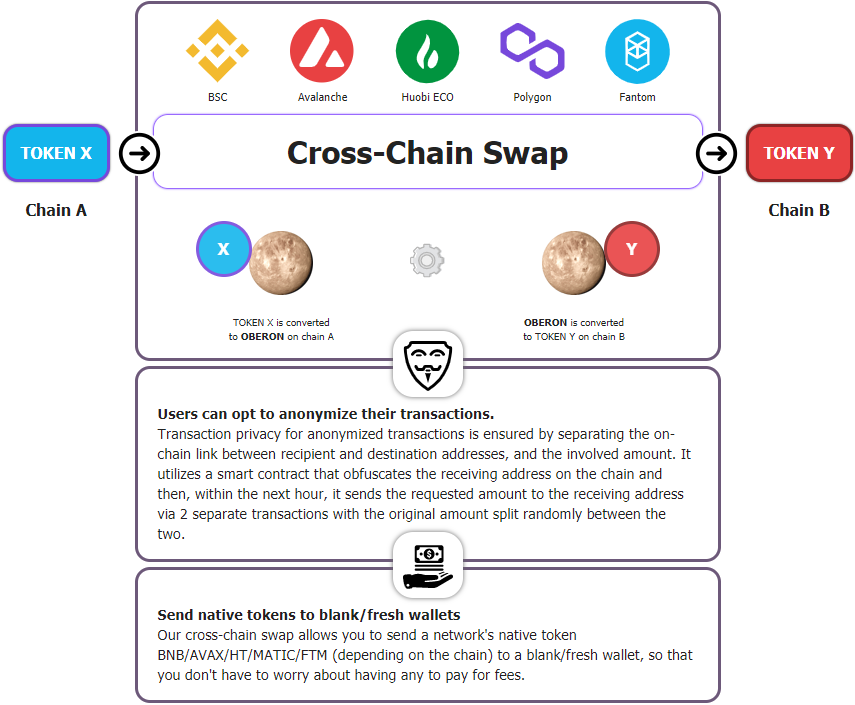 BSC
Avalanche
Huobi ECO
Polygon
Fantom
TOKEN X
Cross-Chain Swap
TOKEN Y
Chain A
Chain B
X
Y
TOKEN X is converted
to OBERON on chain A
OBERON is converted
to TOKEN Y on chain B
Users can opt to anonymize their transactions.
Transaction privacy for anonymized transactions is ensured by separating the on-
chain link between recipient and destination addresses, and the involved amount. It
utilizes a smart contract that obfuscates the receiving address on the chain and
then, within the next hour, it sends the requested amount to the receiving address
via 2 separate transactions with the original amount split randomly between the
two.
$
Send native tokens to blank/fresh wallets
Our cross-chain swap allows you to send a network's native token
BNB/AVAX/HT/MATIC/FTM (depending on the chain) to a blank/fresh wallet, so that
you don't have to worry about having any to pay for fees.